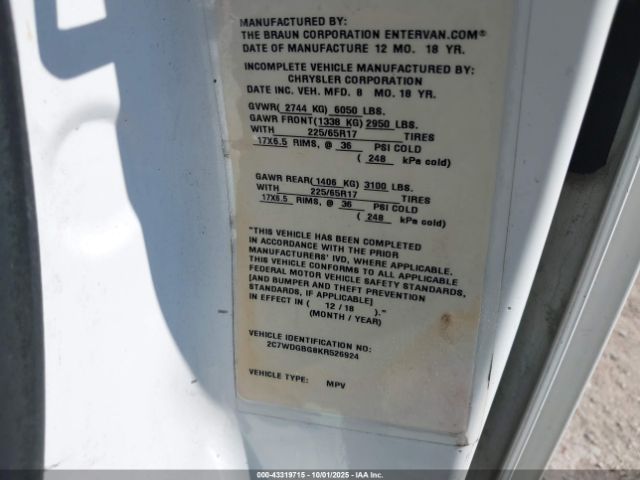 MANUFACTURED BY:
THE BRAUN CORPORATION ENTERVAN.COM®
DATE OF MANUFACTURE 12 MO. 18 YR.
INCOMPLETE VEHICLE MANUFACTURED BY:
CHRYSLER CORPORATION
DATE INC. VEH. MFD. 8 MO. 18 YR.
GVWR( 2744 KG) 6050 LBS.
GAWR FRONT(1338 KG) 2950 LBS.
WITH 225/65R17 TIRES
17X6.5 RIMS, @ 36 PSI COLD
( 248 kPa cold)
GAWR REAR(1406 KG) 3100 LBS.
WITH 225/65R17 TIRES
17X6.5 RIMS, @ 36 PSI COLD
( 248 kPa cold)
"THIS VEHICLE HAS BEEN COMPLETED
IN ACCORDANCE WITH THE PRIOR
MANUFACTURERS' IVD, WHERE APPLICABLE.
THIS VEHICLE CONFORMS TO ALL APPLICABLE
FEDERAL MOTOR VEHICLE SAFETY STANDARDS,
[AND BUMPER AND THEFT PREVENTION
STANDARDS, IF APPLICABLE]
IN EFFECT IN ( 12 / 18 )."
(MONTH / YEAR)
VEHICLE IDENTIFICATION NO:
2C7WDGBG8KR526924
VEHICLE TYPE: MPV
000-43319715 - 10/01/2025 - IAA Inc.